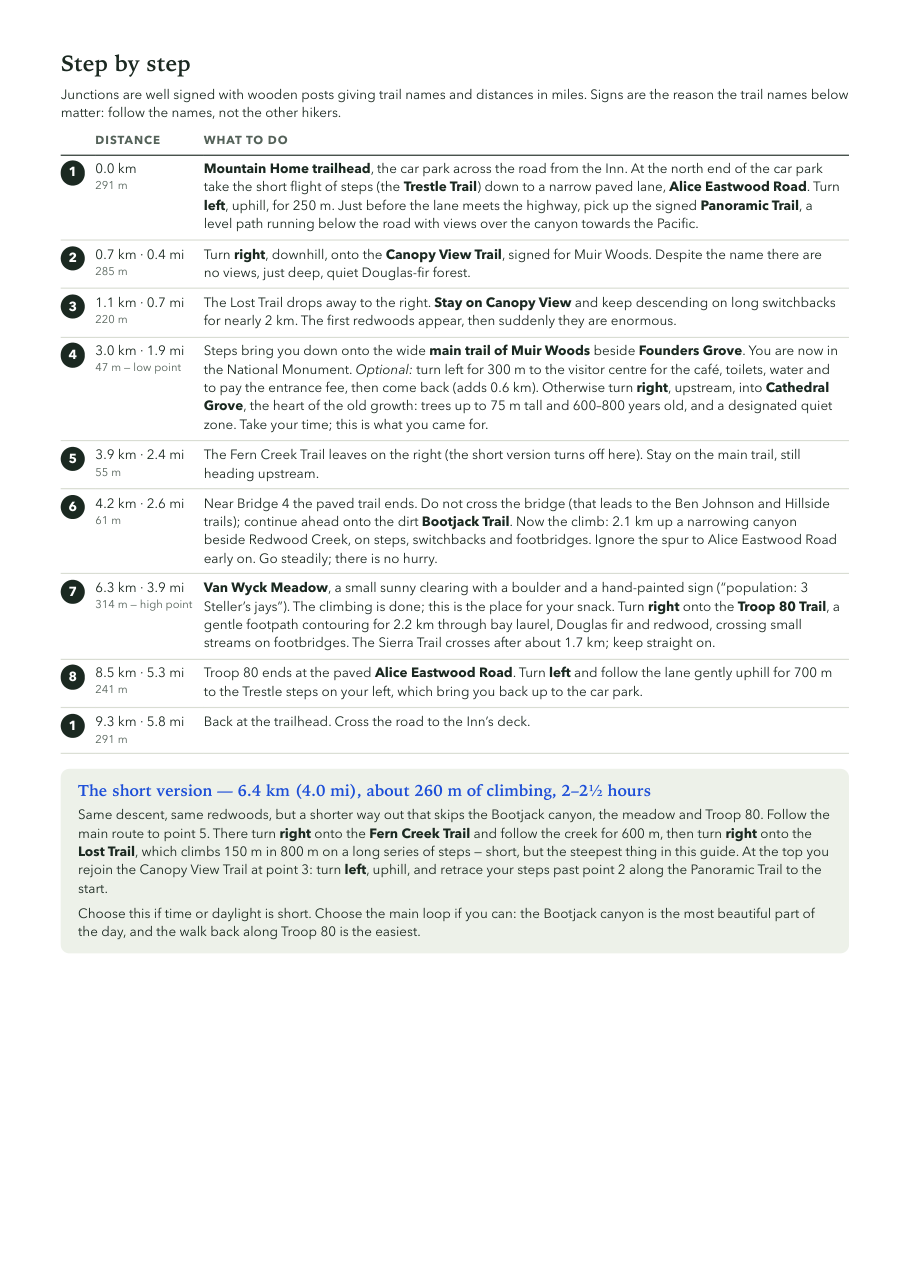 Step by step
Junctions are well signed with wooden posts giving trail names and distances in miles. Signs are the reason the trail names below
matter: follow the names, not the other hikers.
DISTANCE WHAT TO DO
1 0.0 km Mountain Home trailhead, the car park across the road from the Inn. At the north end of the car park
291 m take the short flight of steps (the Trestle Trail) down to a narrow paved lane, Alice Eastwood Road. Turn
left, uphill, for 250 m. Just before the lane meets the highway, pick up the signed Panoramic Trail, a
level path running below the road with views over the canyon towards the Pacific.
2 0.7 km · 0.4 mi Turn right, downhill, onto the Canopy View Trail, signed for Muir Woods. Despite the name there are
285 m no views, just deep, quiet Douglas-fir forest.
3 1.1 km · 0.7 mi The Lost Trail drops away to the right. Stay on Canopy View and keep descending on long switchbacks
220 m for nearly 2 km. The first redwoods appear, then suddenly they are enormous.
4 3.0 km · 1.9 mi Steps bring you down onto the wide main trail of Muir Woods beside Founders Grove. You are now in
47 m – low point the National Monument. Optional: turn left for 300 m to the visitor centre for the café, toilets, water and
to pay the entrance fee, then come back (adds 0.6 km). Otherwise turn right, upstream, into Cathedral
Grove, the heart of the old growth: trees up to 75 m tall and 600–800 years old, and a designated quiet
zone. Take your time; this is what you came for.
5 3.9 km · 2.4 mi The Fern Creek Trail leaves on the right (the short version turns off here). Stay on the main trail, still
55 m heading upstream.
6 4.2 km · 2.6 mi Near Bridge 4 the paved trail ends. Do not cross the bridge (that leads to the Ben Johnson and Hillside
61 m trails); continue ahead onto the dirt Bootjack Trail. Now the climb: 2.1 km up a narrowing canyon
beside Redwood Creek, on steps, switchbacks and footbridges. Ignore the spur to Alice Eastwood Road
early on. Go steadily; there is no hurry.
7 6.3 km · 3.9 mi Van Wyck Meadow, a small sunny clearing with a boulder and a hand-painted sign (“population: 3
314 m – high point Steller’s jays”). The climbing is done; this is the place for your snack. Turn right onto the Troop 80 Trail, a
gentle footpath contouring for 2.2 km through bay laurel, Douglas fir and redwood, crossing small
streams on footbridges. The Sierra Trail crosses after about 1.7 km; keep straight on.
8 8.5 km · 5.3 mi Troop 80 ends at the paved Alice Eastwood Road. Turn left and follow the lane gently uphill for 700 m
241 m to the Trestle steps on your left, which bring you back up to the car park.
1 9.3 km · 5.8 mi Back at the trailhead. Cross the road to the Inn’s deck.
291 m
The short version — 6.4 km (4.0 mi), about 260 m of climbing, 2–2½ hours
Same descent, same redwoods, but a shorter way out that skips the Bootjack canyon, the meadow and Troop 80. Follow the
main route to point 5. There turn right onto the Fern Creek Trail and follow the creek for 600 m, then turn right onto the
Lost Trail, which climbs 150 m in 800 m on a long series of steps – short, but the steepest thing in this guide. At the top you
rejoin the Canopy View Trail at point 3: turn left, uphill, and retrace your steps past point 2 along the Panoramic Trail to the
start.
Choose this if time or daylight is short. Choose the main loop if you can: the Bootjack canyon is the most beautiful part of
the day, and the walk back along Troop 80 is the easiest.